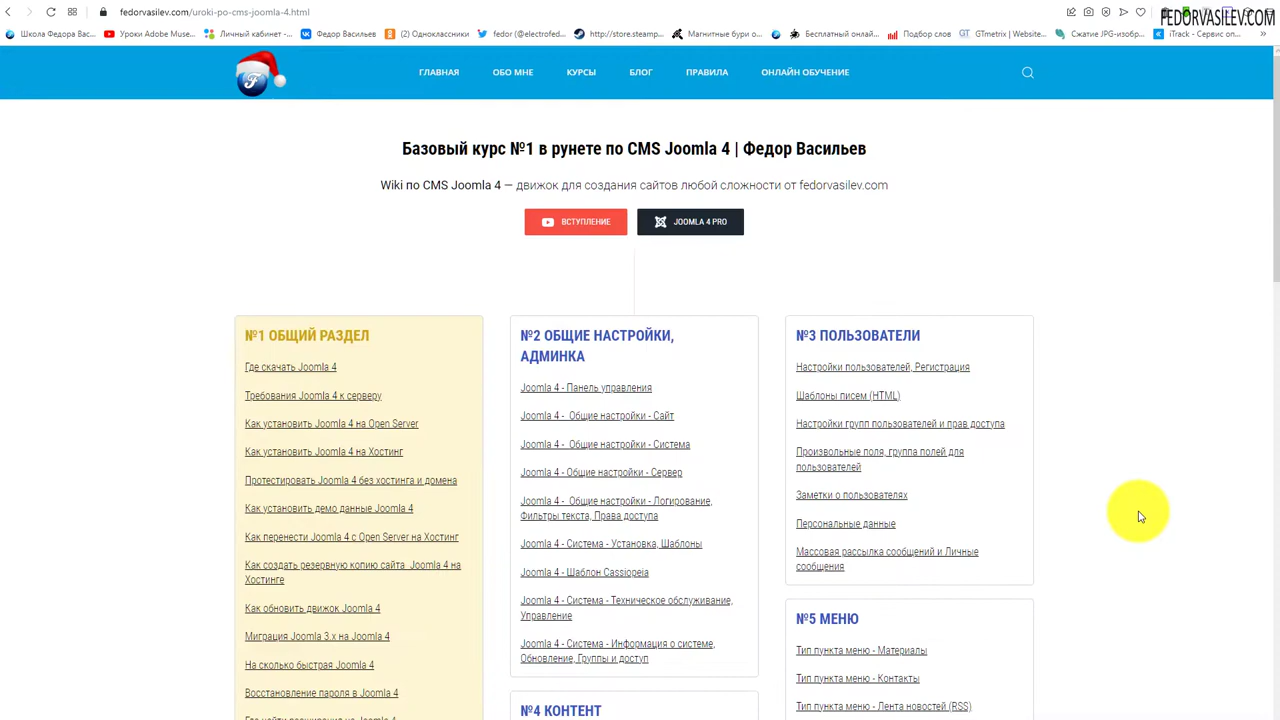 fedorvasilev.com/uroki-po-cms-joomla-4.html
FEDORVASILEV.COM
Школа Федора Вас...
Уроки Adobe Muse...
Личный кабинет...
Федор Васильев
(2) Одноклассники
fedor (@electrofed...
http://store.steamp...
Магнитные бури о...
Бесплатный онлай...
Подбор слов
GTmetrix | Website...
Сжатие JPG-изобр...
iTrack - Сервис оп...
ГЛАВНАЯ
ОБО МНЕ
КУРСЫ
БЛОГ
ПРАВИЛА
ОНЛАЙН ОБУЧЕНИЕ
Базовый курс №1 в рунете по CMS Joomla 4 | Федор Васильев
Wiki по CMS Joomla 4 — движок для создания сайтов любой сложности от fedorvasilev.com
ВСТУПЛЕНИЕ
JOOMLA 4 PRO
№1 ОБЩИЙ РАЗДЕЛ
Где скачать Joomla 4
Требования Joomla 4 к серверу
Как установить Joomla 4 на Open Server
Как установить Joomla 4 на Хостинг
Протестировать Joomla 4 без хостинга и домена
Как установить демо данные Joomla 4
Как перенести Joomla 4 с Open Server на Хостинг
Как создать резервную копию сайта Joomla 4 на
Хостинге
Как обновить движок Joomla 4
Миграция Joomla 3.x на Joomla 4
На сколько быстрая Joomla 4
Восстановление пароля в Joomla 4
Где найти расширения на Joomla 4
№2 ОБЩИЕ НАСТРОЙКИ,
АДМИНКА
Joomla 4 - Панель управления
Joomla 4 - Общие настройки - Сайт
Joomla 4 - Общие настройки - Система
Joomla 4 - Общие настройки - Сервер
Joomla 4 - Общие настройки - Логирование,
Фильтры текста, Права доступа
Joomla 4 - Система - Установка, Шаблоны
Joomla 4 - Шаблон Cassiopeia
Joomla 4 - Система - Техническое обслуживание,
Управление
Joomla 4 - Система - Информация о системе,
Обновление, Группы и доступ
№4 КОНТЕНТ
№3 ПОЛЬЗОВАТЕЛИ
Настройки пользователей, Регистрация
Шаблоны писем (HTML)
Настройки групп пользователей и прав доступа
Произвольные поля, группа полей для
пользователей
Заметки о пользователях
Персональные данные
Массовая рассылка сообщений и Личные
сообщения
№5 МЕНЮ
Тип пункта меню - Материалы
Тип пункта меню - Контакты
Тип пункта меню - Лента новостей (RSS)